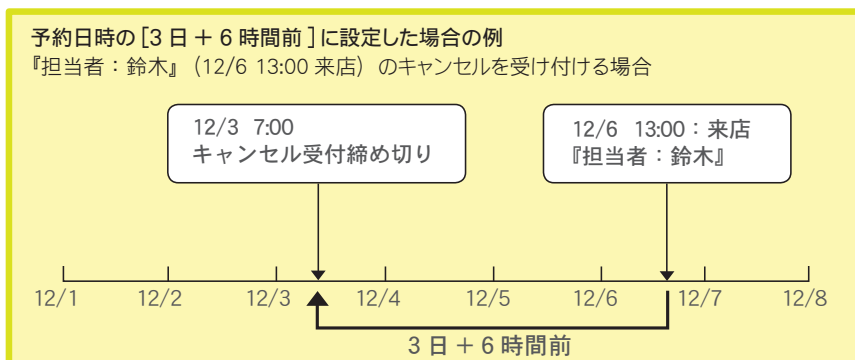 予約日時の［3 日 + 6 時間前］に設定した場合の例
『担当者：鈴木』（12/6 13:00 来店）のキャンセルを受け付ける場合
12/3 7:00
キャンセル受付締め切り
12/6 13:00：来店
『担当者：鈴木』
12/1 12/2 12/3 12/4 12/5 12/6 12/7 12/8
3 日 + 6 時間前